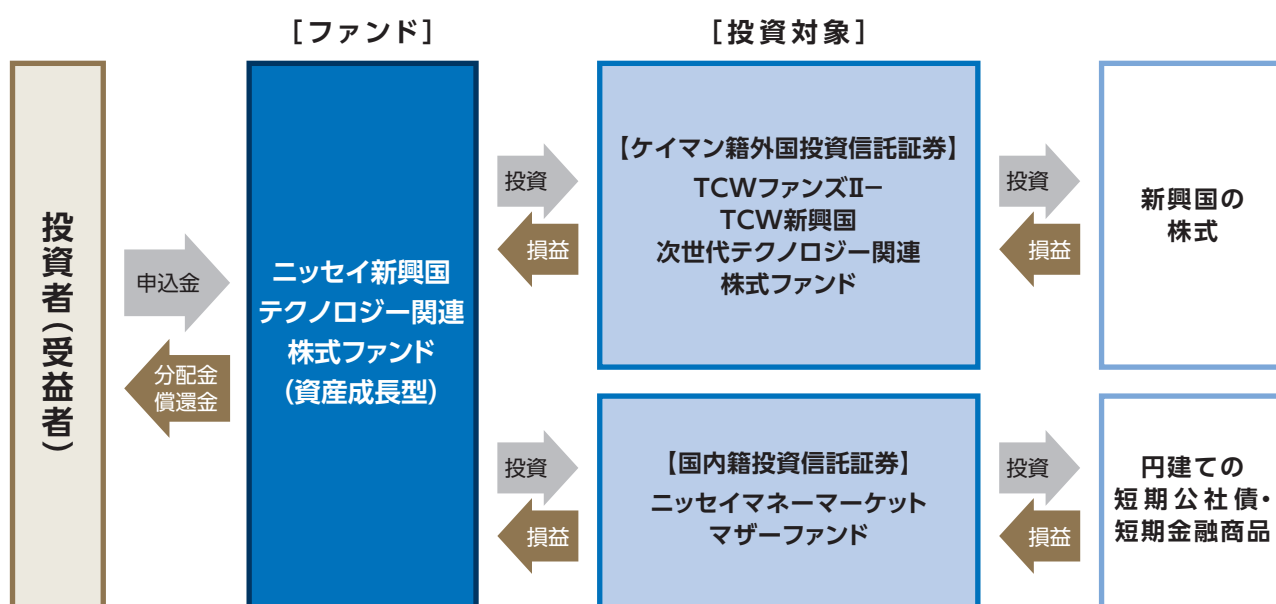 ［ファンド］
［投資対象］
投資者（受益者）
申込金
分配金
償還金
ニッセイ新興国
テクノロジー関連
株式ファンド
（資産成長型）
投資
損益
【ケイマン籍外国投資信託証券】
TCWファンズⅡ－
TCW新興国
次世代テクノロジー関連
株式ファンド
投資
損益
新興国の
株式
投資
損益
【国内籍投資信託証券】
ニッセイマネーマーケット
マザーファンド
投資
損益
円建ての
短期公社債・
短期金融商品